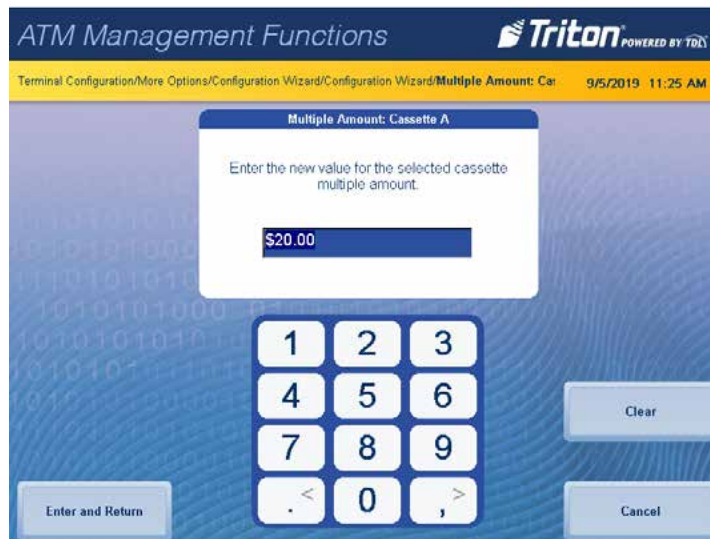 ATM Management Functions
Triton POWERED BY TDL
Terminal Configuration/More Options/Configuration Wizard/Configuration Wizard/Multiple Amount: Cas
9/5/2019 11:25 AM
Multiple Amount: Cassette A
Enter the new value for the selected cassette
multiple amount.
$20.00
1 2 3
4 5 6
7 8 9
.< 0 ,>
Clear
Enter and Return
Cancel